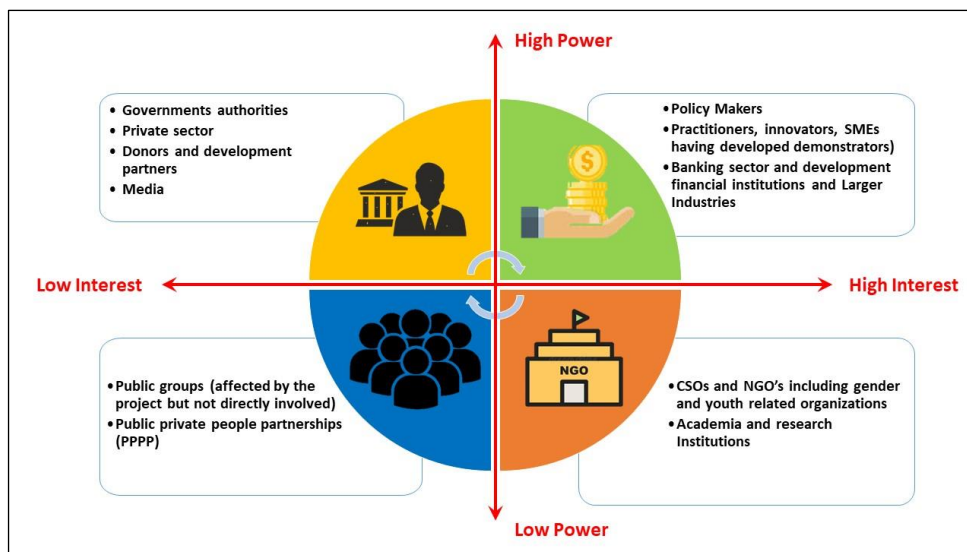 High Power
• Governments authorities
• Private sector
• Donors and development
partners
• Media
•Policy Makers
•Practitioners, innovators, SMEs
having developed demonstrators)
•Banking sector and development
financial institutions and Larger
Industries
$
Low Interest
High Interest
•Public groups (affected by the
project but not directly involved)
•Public private people partnerships
(PPPP)
NGO
•CSOs and NGO’s including gender
and youth related organizations
•Academia and research
Institutions
Low Power